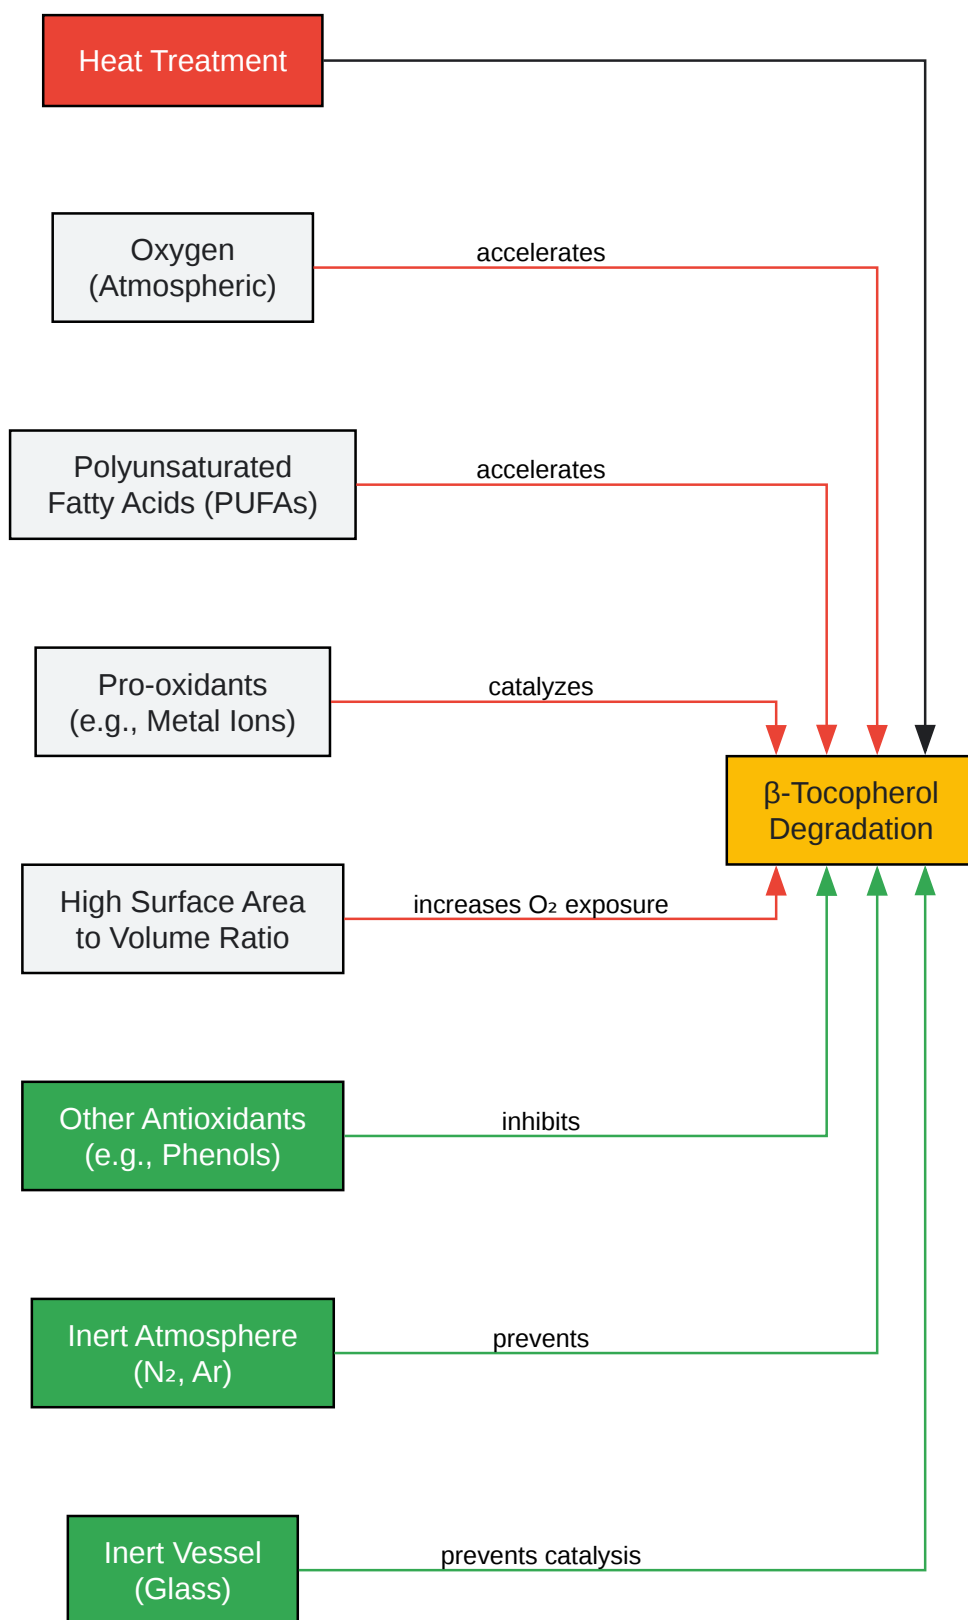 Heat Treatment
Oxygen
(Atmospheric)
accelerates
Polyunsaturated
Fatty Acids (PUFAs)
accelerates
Pro-oxidants
(e.g., Metal Ions)
catalyzes
β-Tocopherol
Degradation
High Surface Area
to Volume Ratio
increases O₂ exposure
Other Antioxidants
(e.g., Phenols)
inhibits
Inert Atmosphere
(N₂, Ar)
prevents
Inert Vessel
(Glass)
prevents catalysis